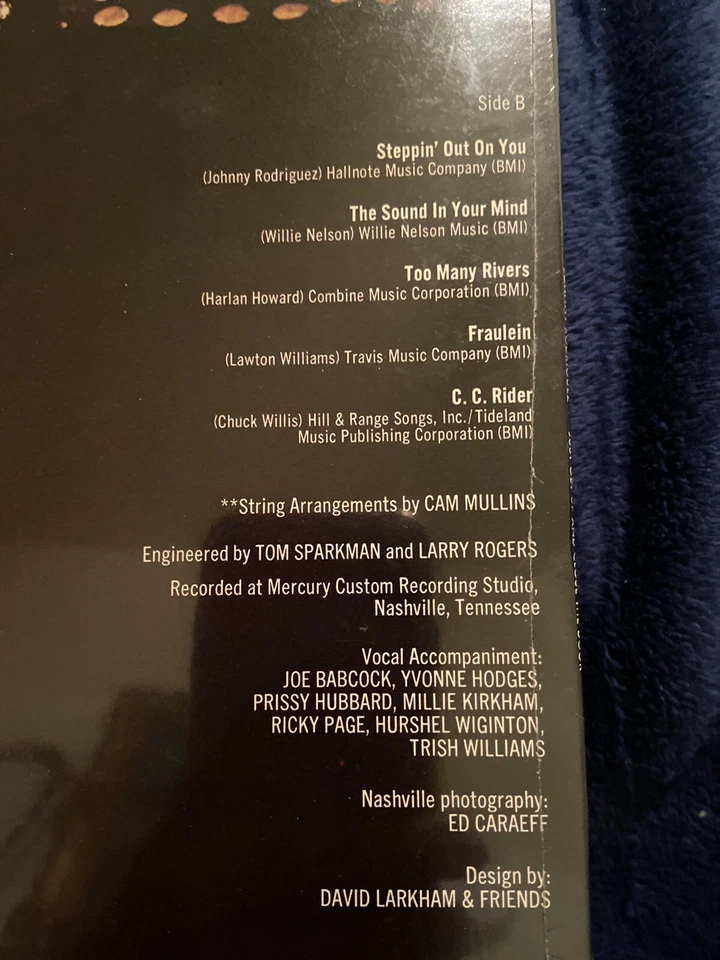 Side B
Steppin' Out On You
(Johnny Rodriguez) Hallnote Music Company (BMI)
The Sound In Your Mind
(Willie Nelson) Willie Nelson Music (BMI)
Too Many Rivers
(Harlan Howard) Combine Music Corporation (BMI)
Fraulein
(Lawton Williams) Travis Music Company (BMI)
C. C. Rider
(Chuck Willis) Hill & Range Songs, Inc./Tideland
Music Publishing Corporation (BMI)
**String Arrangements by CAM MULLINS
Engineered by TOM SPARKMAN and LARRY ROGERS
Recorded at Mercury Custom Recording Studio,
Nashville, Tennessee
Vocal Accompaniment:
JOE BABCOCK, YVONNE HODGES,
PRISSY HUBBARD, MILLIE KIRKHAM,
RICKY PAGE, HURSHEL WIGINTON,
TRISH WILLIAMS
Nashville photography:
ED CARAEFF
Design by:
DAVID LARKHAM & FRIENDS